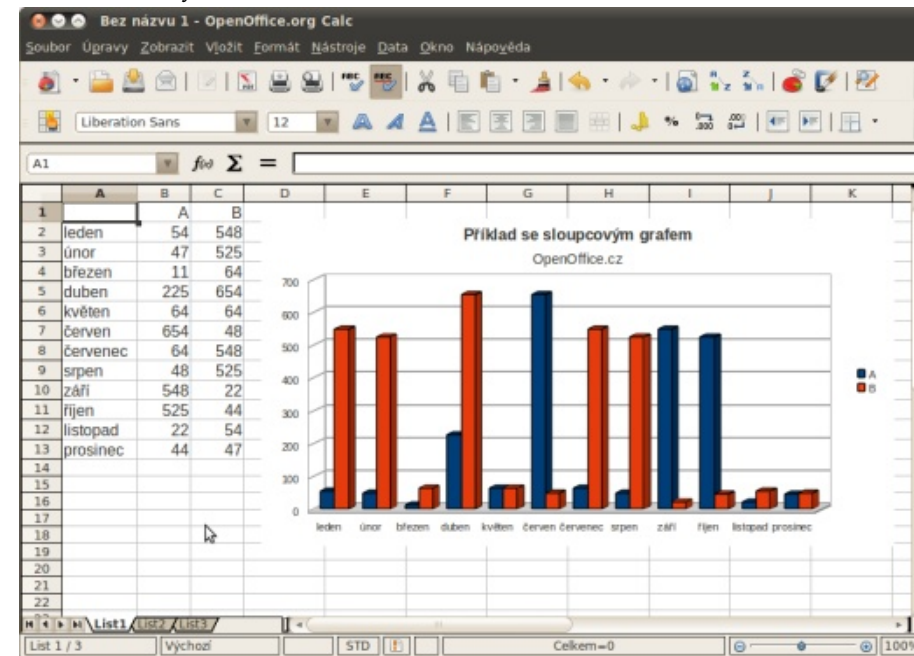 Bez názvu 1 - OpenOffice.org Calc
Soubor Úpravy Zobrazit Vložit Formát Nástroje Data Okno Nápověda
Liberation Sans 12
A1 f(x) Σ =
A B C D E F G H I J K
1 A B
2 leden 54 548
3 únor 47 525
4 březen 11 64
5 duben 225 654
6 květen 64 64
7 červen 654 48
8 červenec 64 548
9 srpen 48 525
10 září 548 22
11 říjen 525 44
12 listopad 22 54
13 prosinec 44 47
14
15
16
17
18
19
20
21
22
Příklad se sloupcovým grafem
OpenOffice.cz
700
600
500
400
300
200
100
0
leden únor březen duben květen červen červenec srpen září říjen listopad prosinec
A
B
List1 List2 List3
List 1 / 3 Výchozí STD Celkem=0 100%